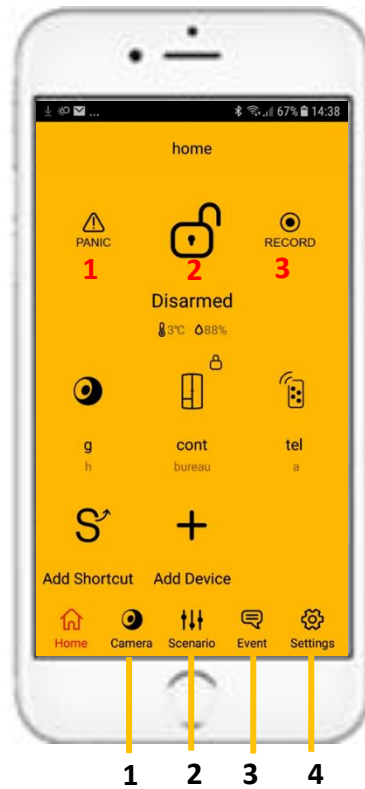 ... 67% 14:38
home
PANIC RECORD
1 2 3
Disarmed
3°C 88%
g cont tel
h bureau a
Add Shortcut Add Device
Home Camera Scenario Event Settings
1 2 3 4